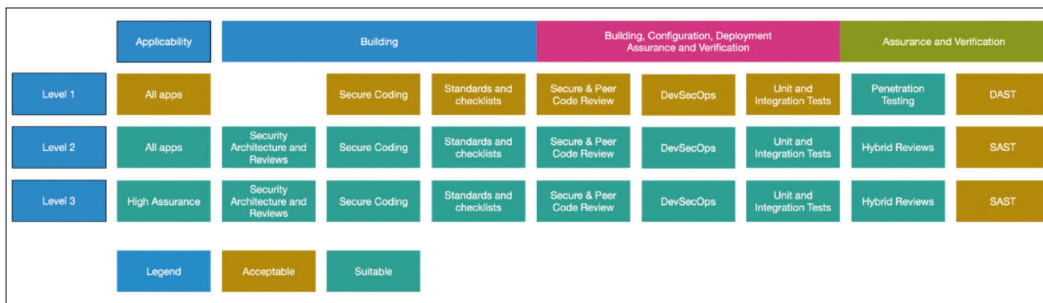 Applicability
Building
Building, Configuration, Deployment
Assurance and Verification
Assurance and Verification
Level 1
All apps
Secure Coding
Standards and
checklists
Secure & Peer
Code Review
DevSecOps
Unit and
Integration Tests
Penetration
Testing
DAST
Level 2
All apps
Security
Architecture and
Reviews
Secure Coding
Standards and
checklists
Secure & Peer
Code Review
DevSecOps
Unit and
Integration Tests
Hybrid Reviews
SAST
Level 3
High Assurance
Security
Architecture and
Reviews
Secure Coding
Standards and
checklists
Secure & Peer
Code Review
DevSecOps
Unit and
Integration Tests
Hybrid Reviews
SAST
Legend
Acceptable
Suitable